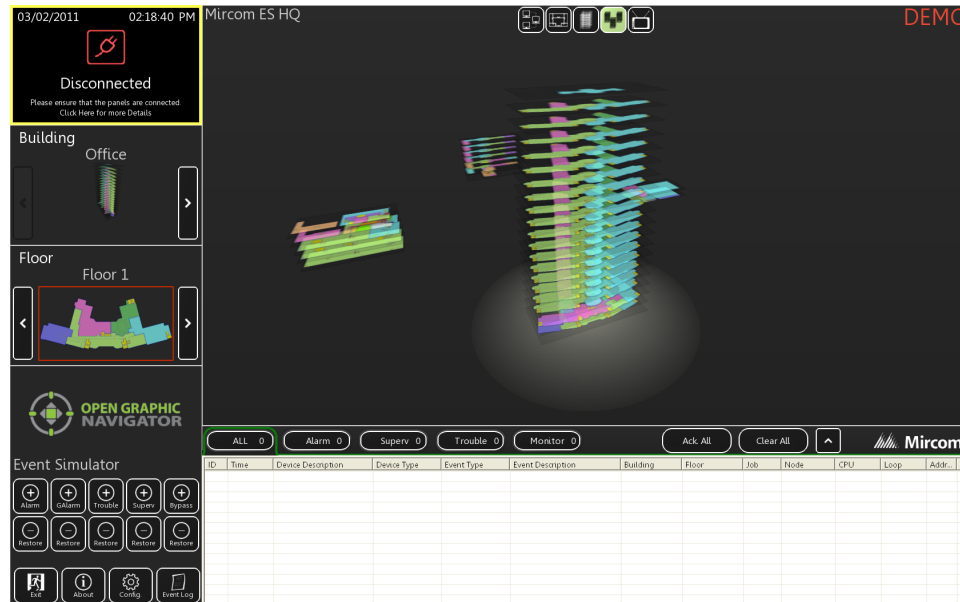 03/02/2011 02:18:40 PM
Disconnected
Please ensure that the panels are connected.
Click Here for more Details
Building
Office
Floor
Floor 1
OPEN GRAPHIC
NAVIGATOR
Event Simulator
Alarm GAlarm Trouble Superv Bypass
Restore Restore Restore Restore Restore
Exit About Config. Event Log
Mircom ES HQ
DEMO
ALL 0 Alarm 0 Superv 0 Trouble 0 Monitor 0 Ack. All Clear All Mircom
ID Time Device Description Device Type Event Type Event Description Building Floor Job Node CPU Loop Addr...